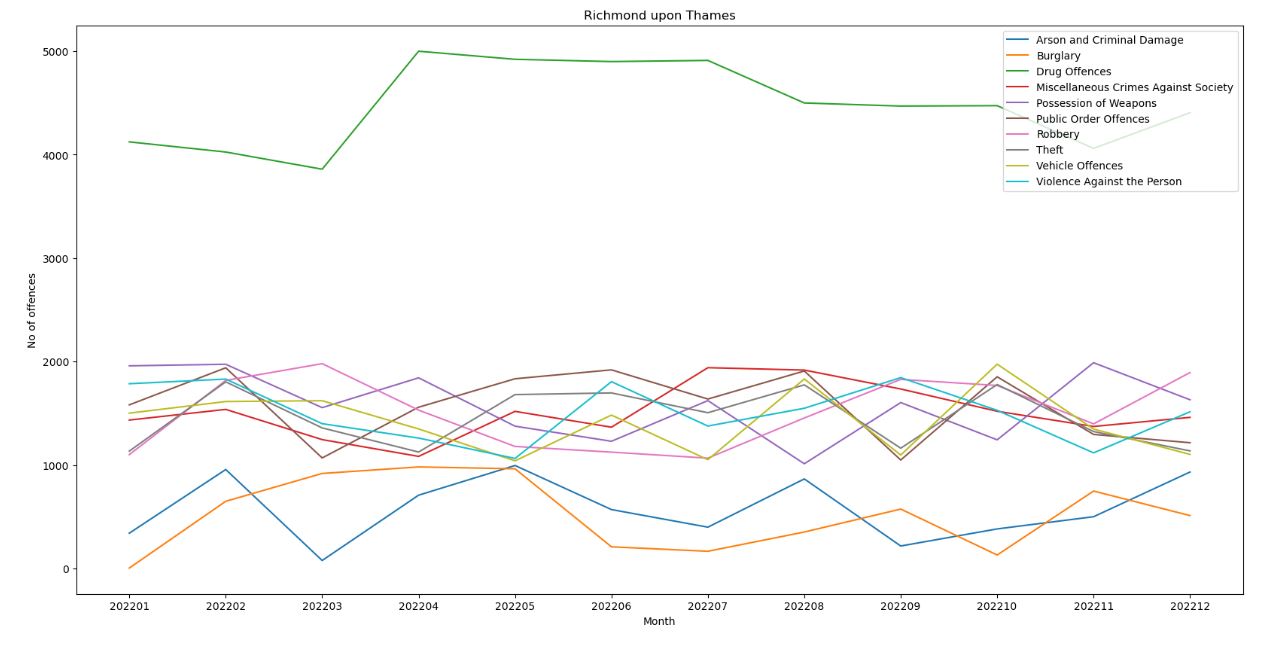 Richmond upon Thames
Arson and Criminal Damage
Burglary
Drug Offences
Miscellaneous Crimes Against Society
Possession of Weapons
Public Order Offences
Robbery
Theft
Vehicle Offences
Violence Against the Person
5000
4000
3000
2000
1000
0
No of offences
202201 202202 202203 202204 202205 202206 202207 202208 202209 202210 202211 202212
Month